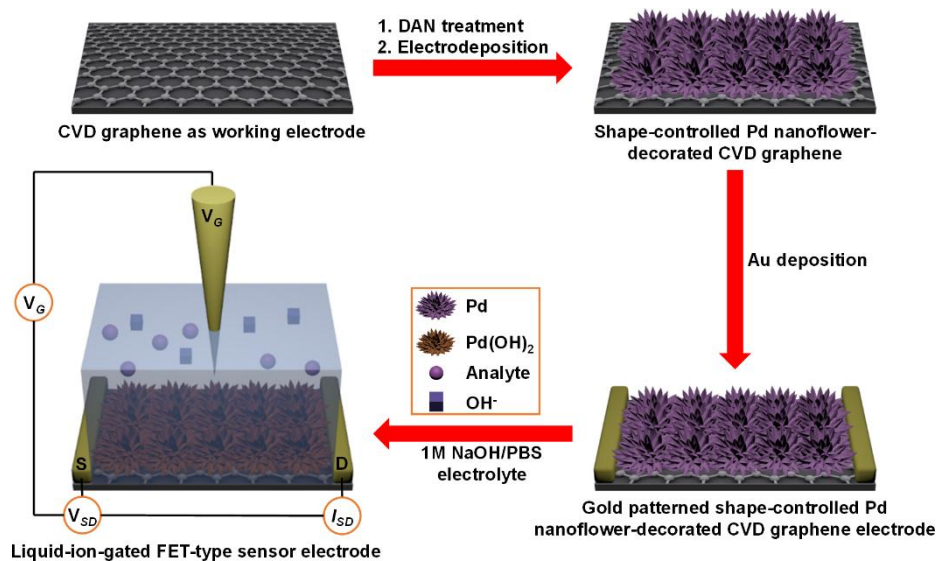 1. DAN treatment
2. Electrodeposition
CVD graphene as working electrode
Shape-controlled Pd nanoflower-
decorated CVD graphene
Au deposition
V_G
V_G
Pd
Pd(OH)₂
Analyte
OH⁻
S
D
V_SD
I_SD
1M NaOH/PBS
electrolyte
Gold patterned shape-controlled Pd
nanoflower-decorated CVD graphene electrode
Liquid-ion-gated FET-type sensor electrode